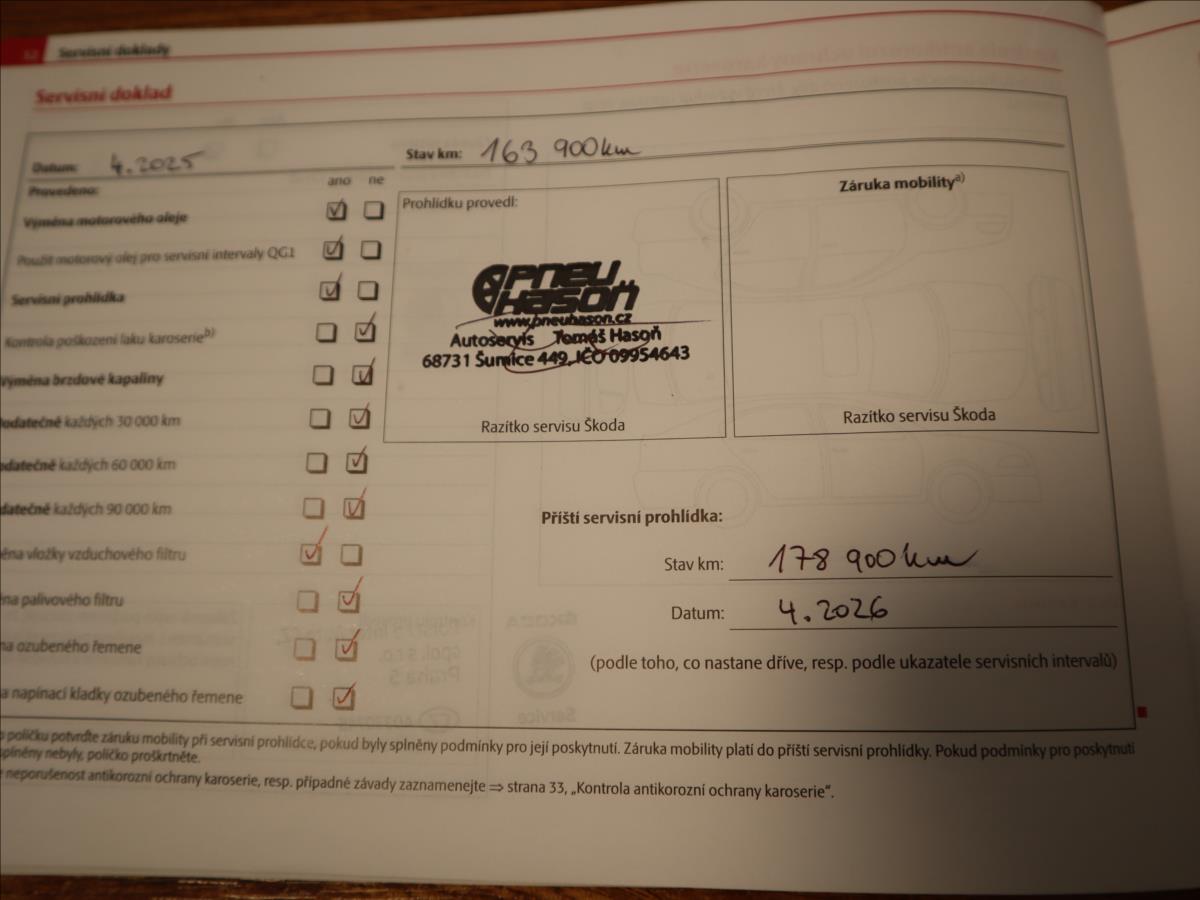 Servisní doklady
Servisní doklad
Datum: 4.2025
Stav km: 163 900km
Provedeno:
ano ne
Výměna motorového oleje
Použit motorový olej pro servisní intervaly QG1
Servisní prohlídka
Kontrola poškození laku karoserie b)
Výměna brzdové kapaliny
Dodatečně každých 30 000 km
odatečně každých 60 000 km
datečně každých 90 000 km
ěna vložky vzduchového filtru
ěna palivového filtru
na ozubeného řemene
a napínací kladky ozubeného řemene
Prohlídku provedl:
PNEU
HASOŇ
www.pneuhason.cz
Autoservis Tomáš Hasoň
68731 Šumice 449, IČO 09954643
Razítko servisu Škoda
Záruka mobility a)
Razítko servisu Škoda
Příští servisní prohlídka:
Stav km: 178 900km
Datum: 4.2026
(podle toho, co nastane dříve, resp. podle ukazatele servisních intervalů)
o políčku potvrďte záruku mobility při servisní prohlídce, pokud byly splněny podmínky pro její poskytnutí. Záruka mobility platí do příští servisní prohlídky. Pokud podmínky pro poskytnutí
splněny nebyly, políčko proškrtněte.
neporušenost antikorozní ochrany karoserie, resp. případné závady zaznamenejte ⇒ strana 33, „Kontrola antikorozní ochrany karoserie“.